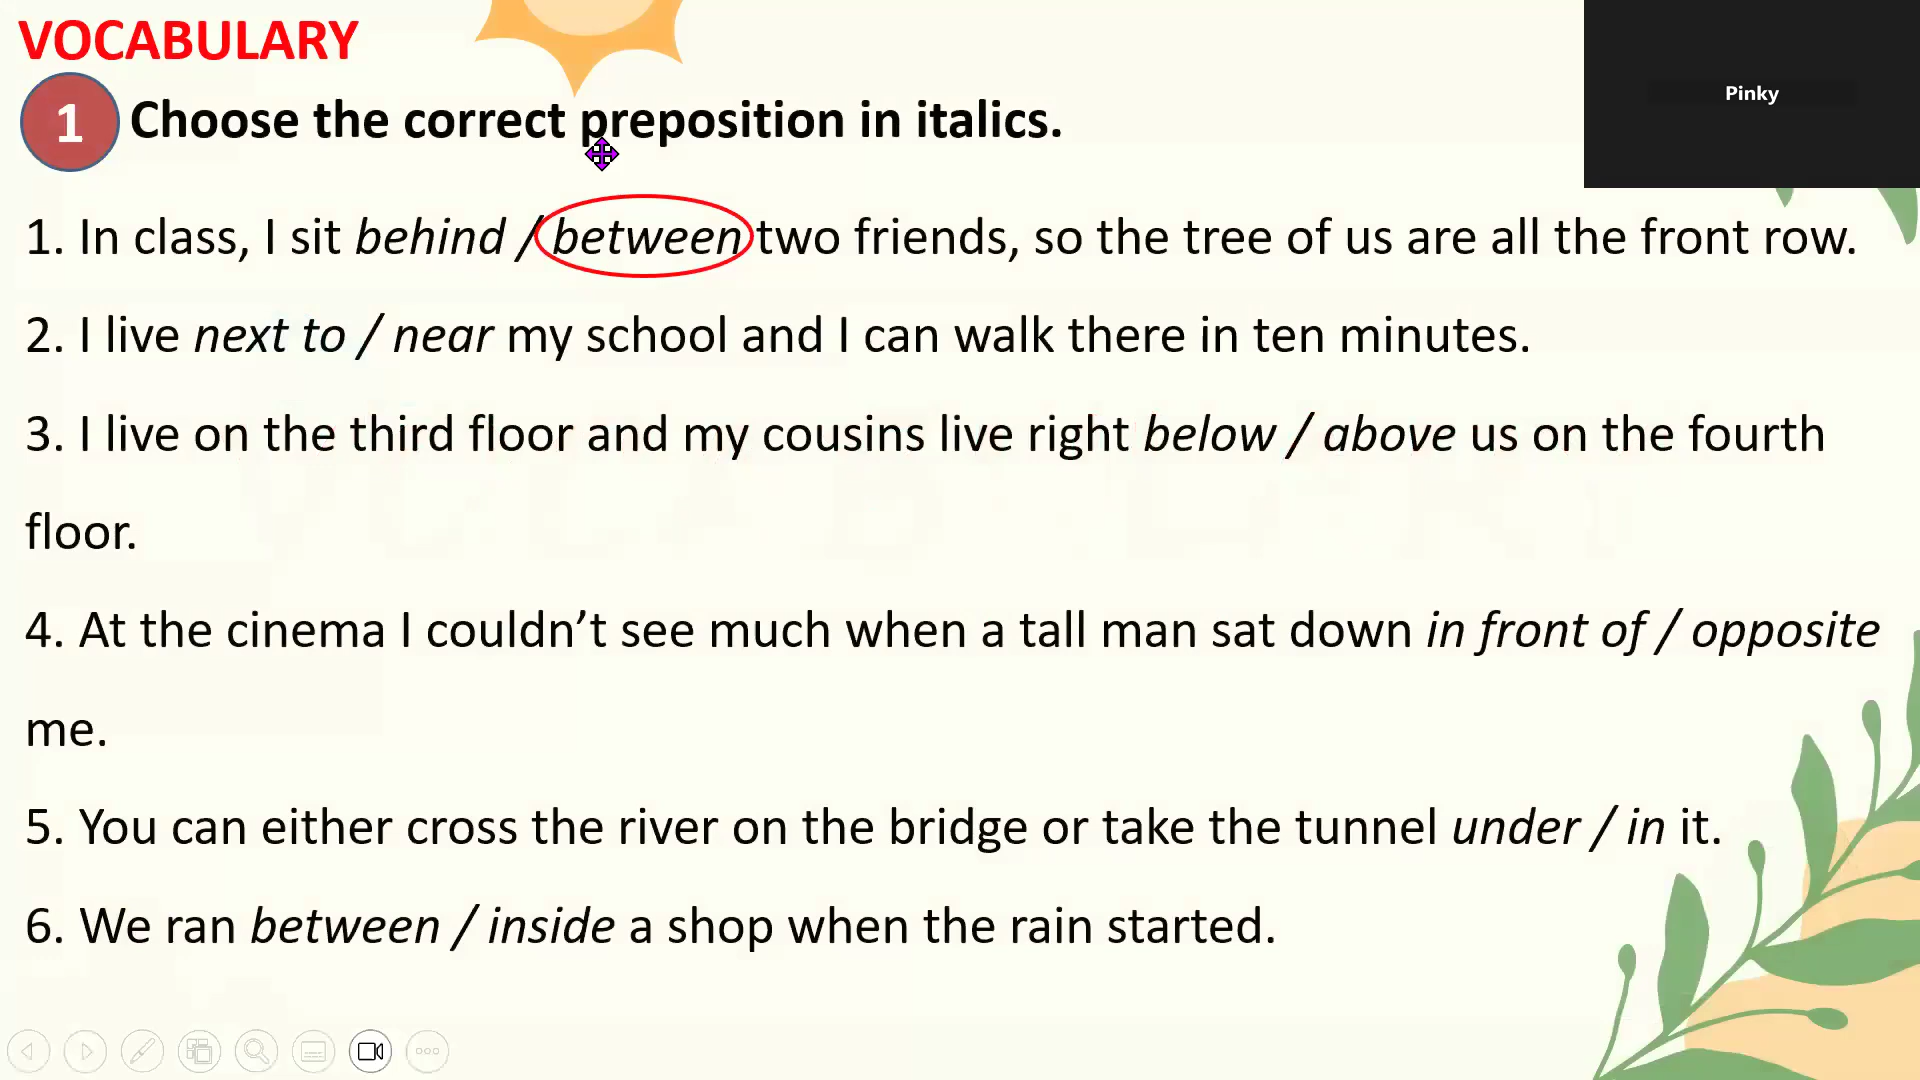 VOCABULARY
Pinky
1 Choose the correct preposition in italics.
1. In class, I sit behind / between two friends, so the tree of us are all the front row.
2. I live next to / near my school and I can walk there in ten minutes.
3. I live on the third floor and my cousins live right below / above us on the fourth
floor.
4. At the cinema I couldn’t see much when a tall man sat down in front of / opposite
me.
5. You can either cross the river on the bridge or take the tunnel under / in it.
6. We ran between / inside a shop when the rain started.